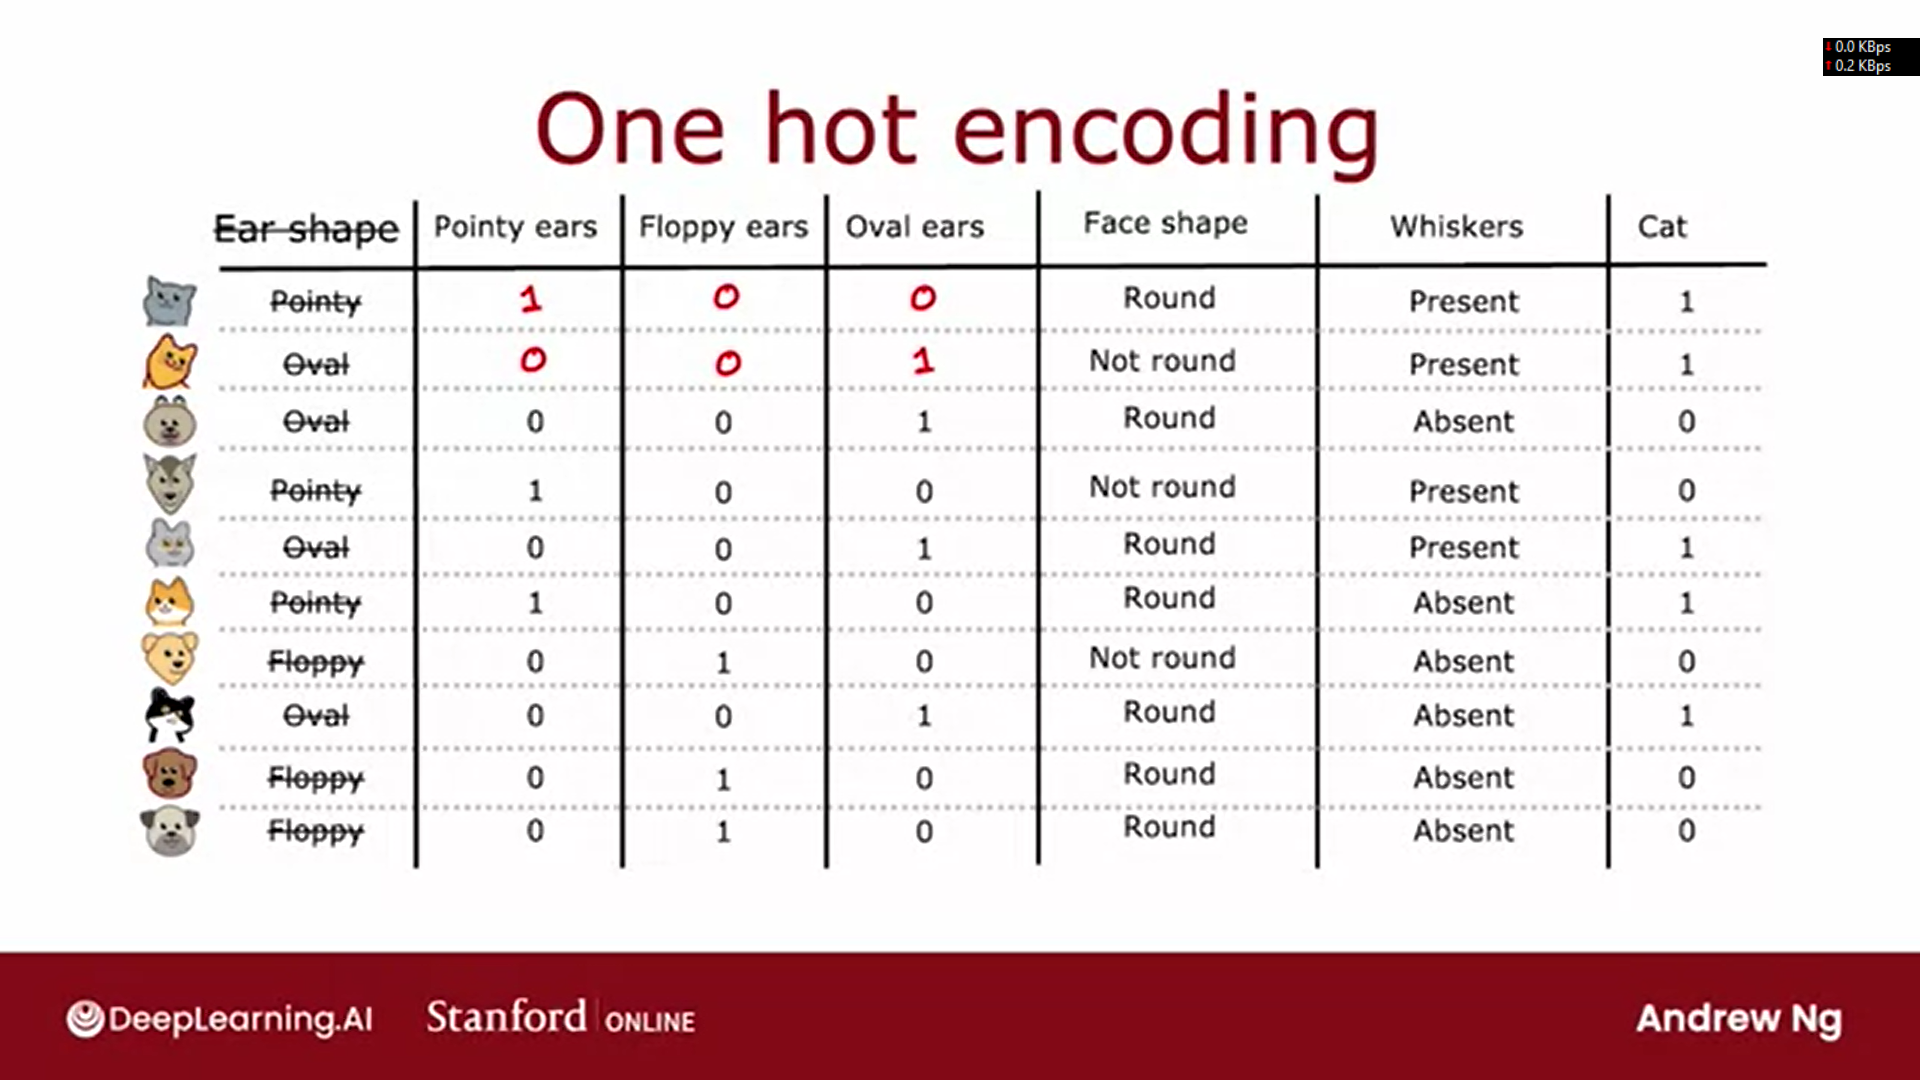 0.0 KBps
0.2 KBps
One hot encoding
Ear shape Pointy ears Floppy ears Oval ears Face shape Whiskers Cat
Pointy 1 0 0 Round Present 1
Oval 0 0 1 Not round Present 1
Oval 0 0 1 Round Absent 0
Pointy 1 0 0 Not round Present 0
Oval 0 0 1 Round Present 1
Pointy 1 0 0 Round Absent 1
Floppy 0 1 0 Not round Absent 0
Oval 0 0 1 Round Absent 1
Floppy 0 1 0 Round Absent 0
Floppy 0 1 0 Round Absent 0
DeepLearning.AI Stanford ONLINE Andrew Ng